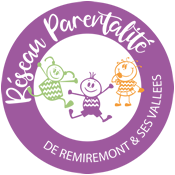 Réseau Parentalité
DE REMIREMONT & SES VALLEES